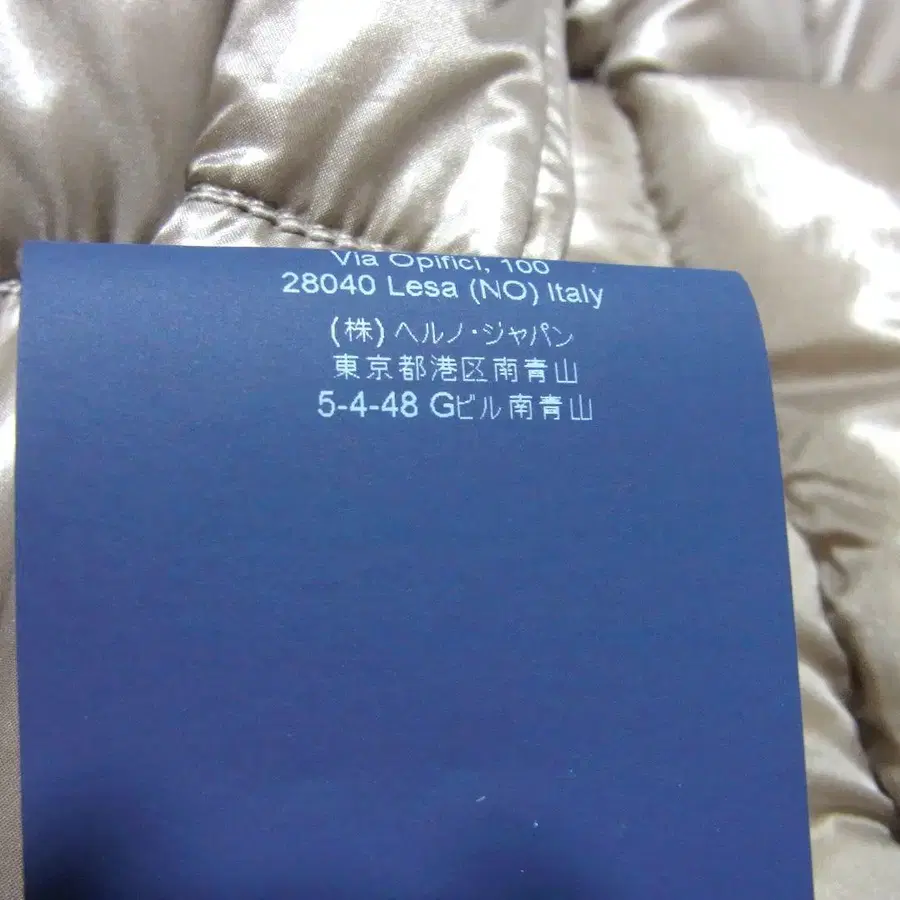 Via Opifici, 100
28040 Lesa (NO) Italy
(株) ヘルノ・ジャパン
東京都港区南青山
5-4-48 Gビル南青山